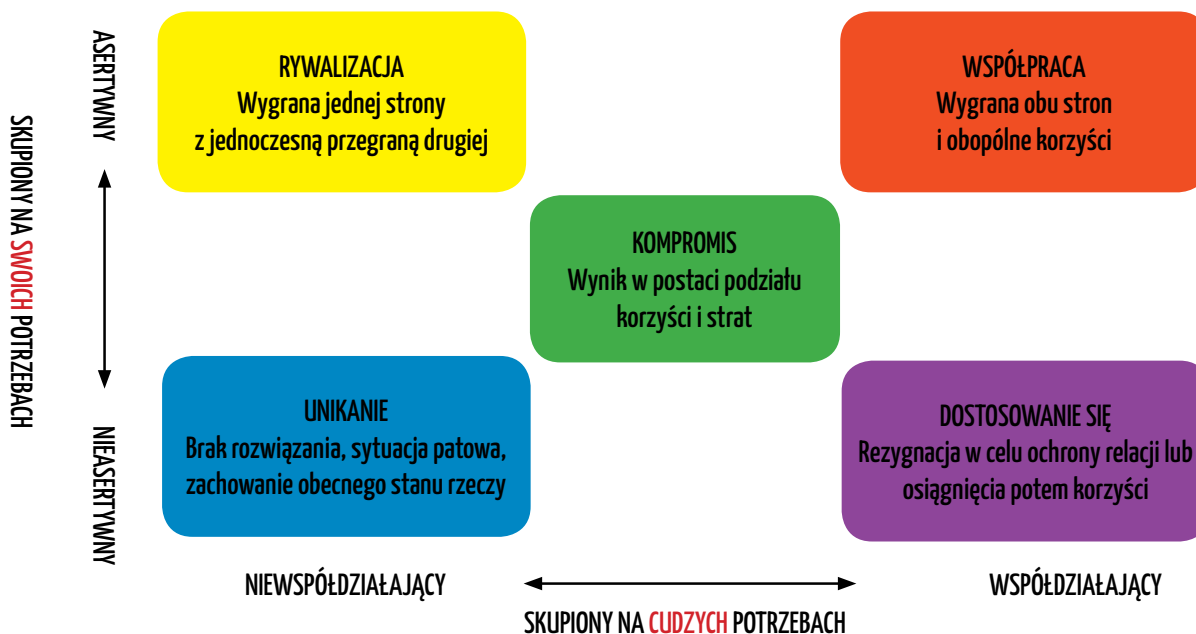 SKUPIONY NA SWOICH POTRZEBACH
ASERTYWNY
NIEASERTYWNY
RYWALIZACJA
Wygrana jednej strony
z jednoczesną przegraną drugiej
WSPÓŁPRACA
Wygrana obu stron
i obopólne korzyści
KOMPROMIS
Wynik w postaci podziału
korzyści i strat
UNIKANIE
Brak rozwiązania, sytuacja patowa,
zachowanie obecnego stanu rzeczy
DOSTOSOWANIE SIĘ
Rezygnacja w celu ochrony relacji lub
osiągnięcia potem korzyści
NIEWSPÓŁDZIAŁAJĄCY
WSPÓŁDZIAŁAJĄCY
SKUPIONY NA CUDZYCH POTRZEBACH